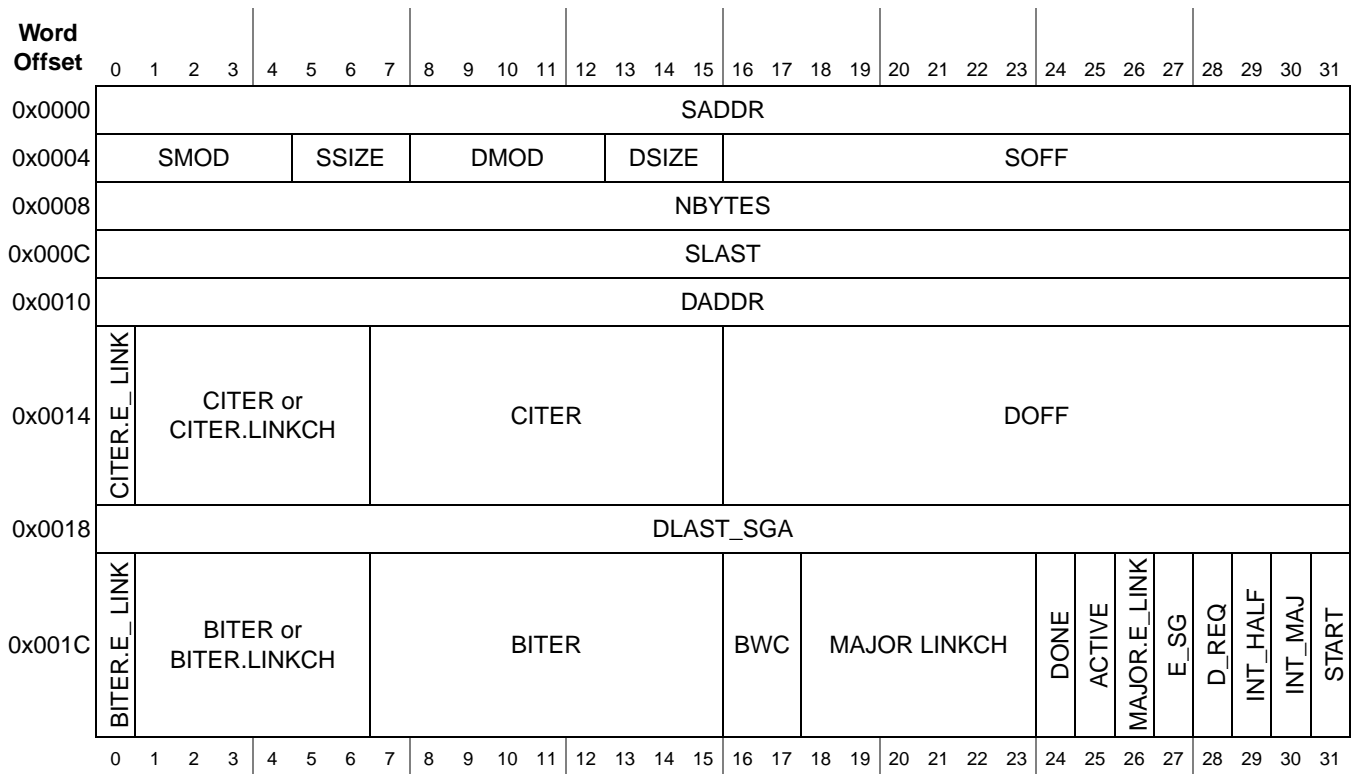 Word
Offset 0 1 2 3 4 5 6 7 8 9 10 11 12 13 14 15 16 17 18 19 20 21 22 23 24 25 26 27 28 29 30 31
0x0000 SADDR
0x0004 SMOD SSIZE DMOD DSIZE SOFF
0x0008 NBYTES
0x000C SLAST
0x0010 DADDR
0x0014 CITER.E_ LINK CITER or
CITER.LINKCH CITER DOFF
0x0018 DLAST_SGA
0x001C BITER.E_ LINK BITER or
BITER.LINKCH BITER BWC MAJOR LINKCH DONE ACTIVE MAJOR.E_LINK E_SG D_REQ INT_HALF INT_MAJ START
0 1 2 3 4 5 6 7 8 9 10 11 12 13 14 15 16 17 18 19 20 21 22 23 24 25 26 27 28 29 30 31